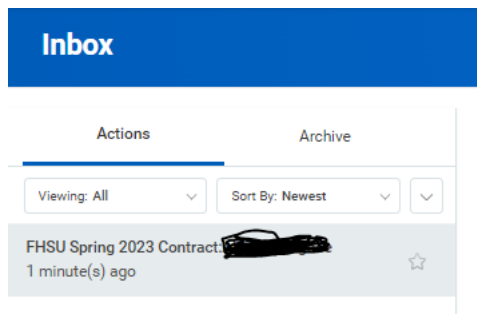 Inbox
Actions
Archive
Viewing: All
Sort By: Newest
FHSU Spring 2023 Contract:
1 minute(s) ago